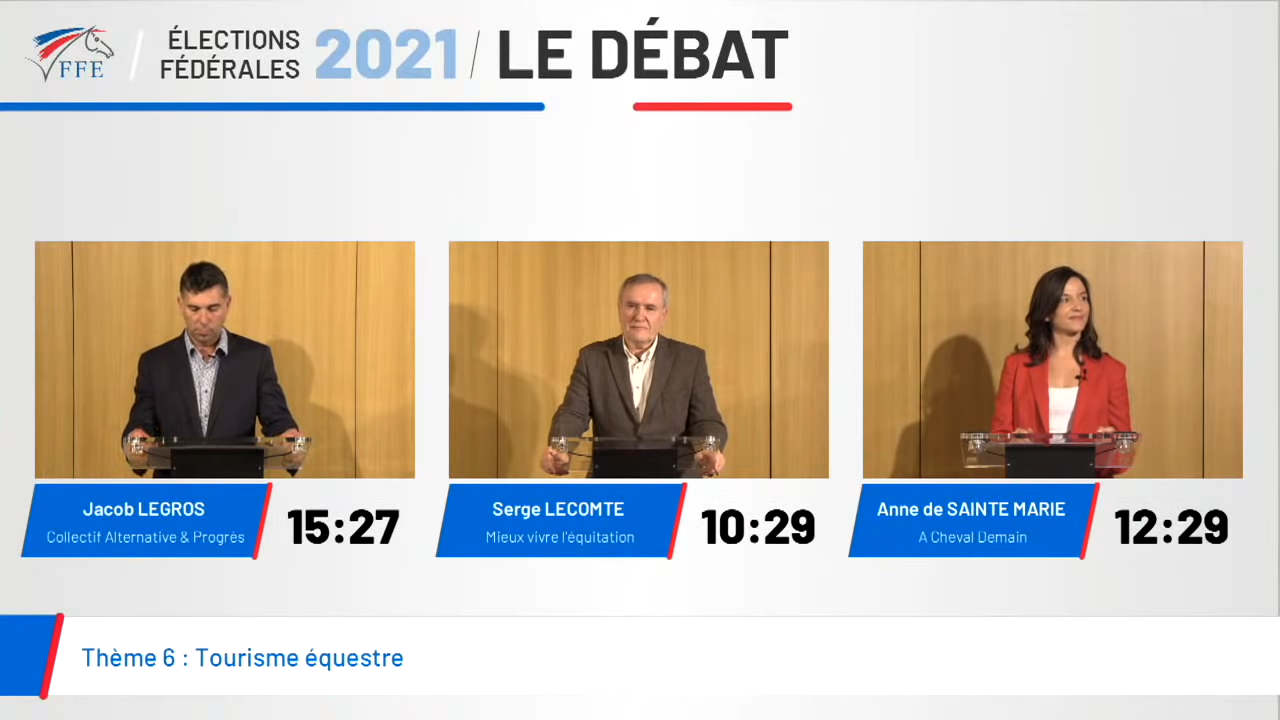 FFE
ÉLECTIONS
FÉDÉRALES
2021
LE DÉBAT
Jacob LEGROS
Collectif Alternative & Progrès
15:27
Serge LECOMTE
Mieux vivre l'équitation
10:29
Anne de SAINTE MARIE
A Cheval Demain
12:29
Thème 6 : Tourisme équestre